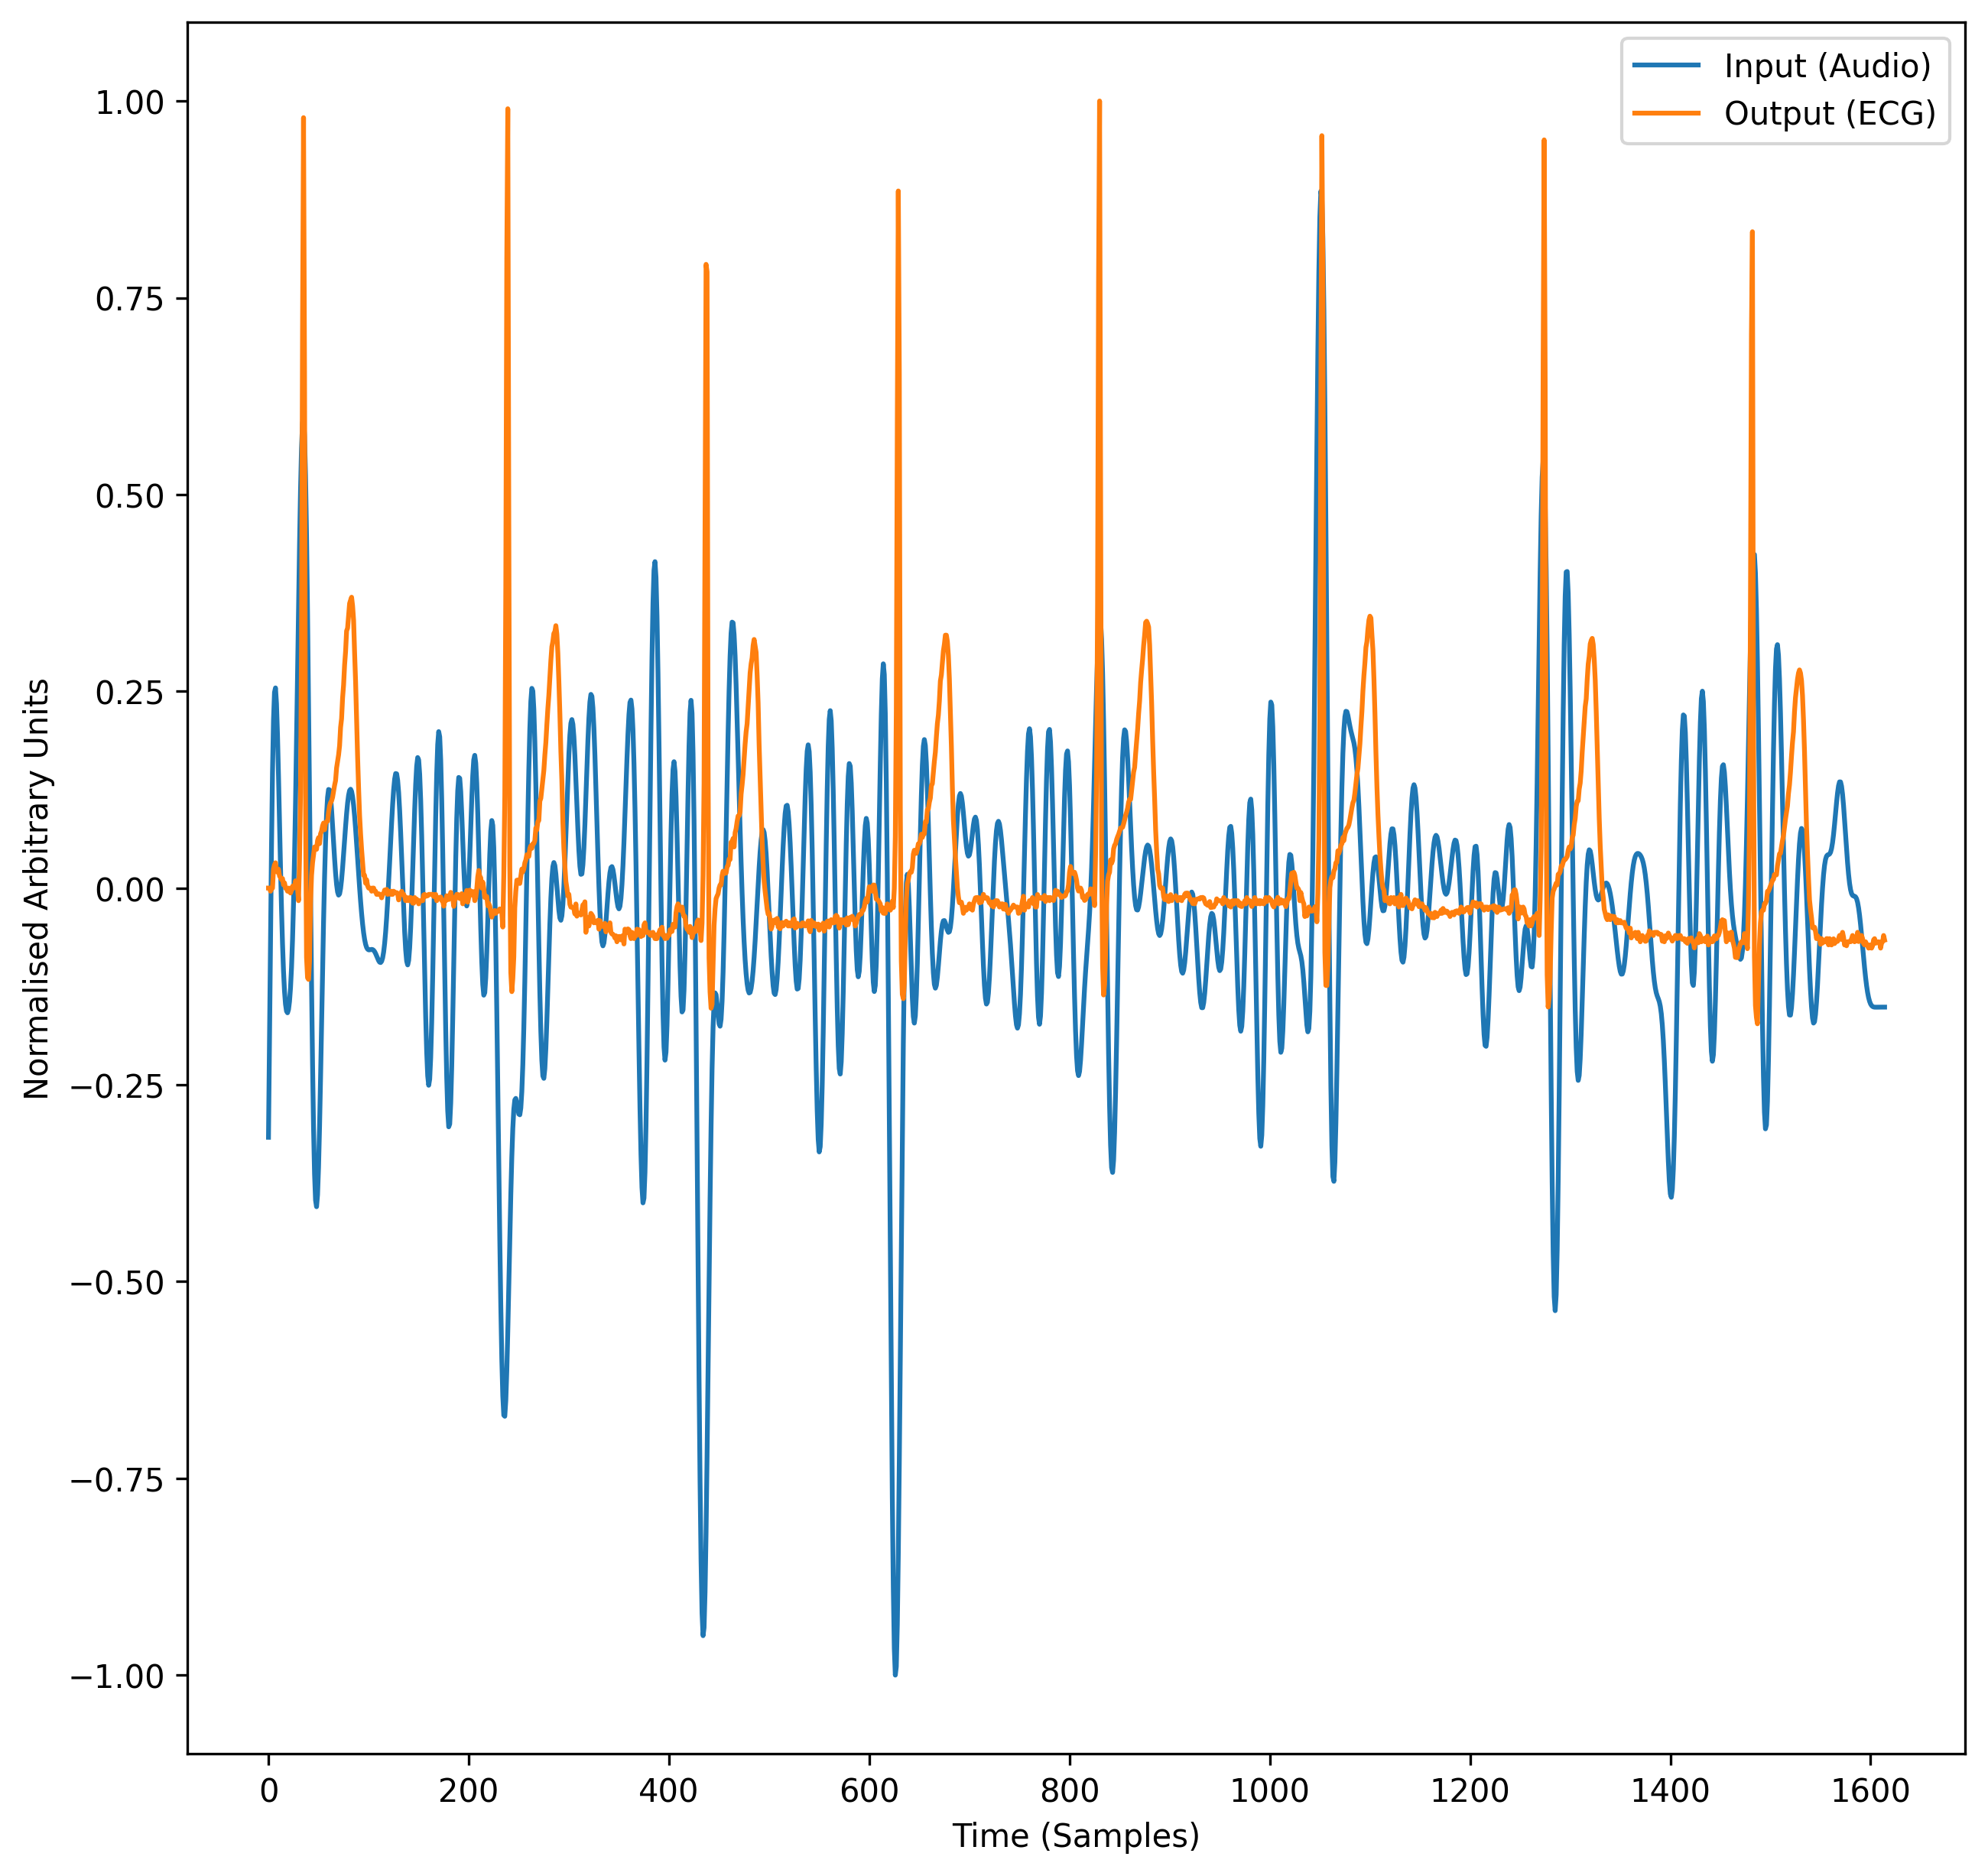 Input (Audio)
Output (ECG)
1.00
0.75
0.50
0.25
0.00
−0.25
−0.50
−0.75
−1.00
Normalised Arbitrary Units
0 200 400 600 800 1000 1200 1400 1600
Time (Samples)